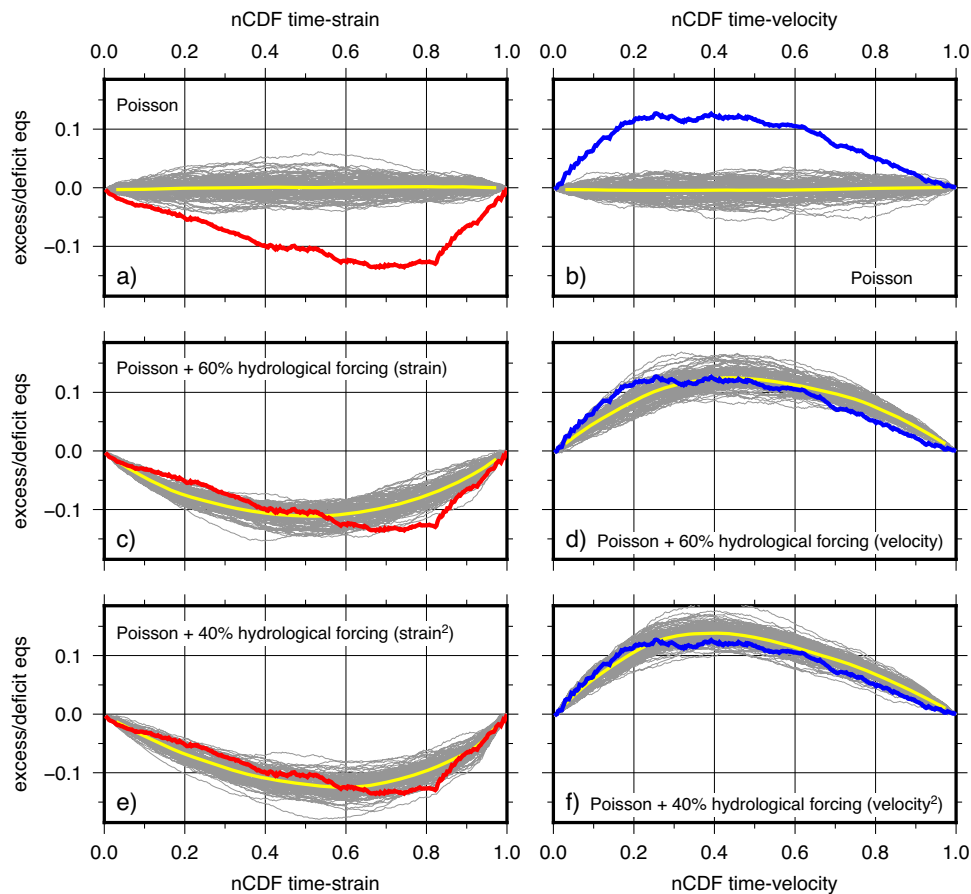 nCDF time-strain
nCDF time-velocity
0.0 0.2 0.4 0.6 0.8 1.0
0.0 0.2 0.4 0.6 0.8 1.0
excess/deficit eqs
0.1
0.0
−0.1
Poisson
a)
b)
Poisson
excess/deficit eqs
0.1
0.0
−0.1
Poisson + 60% hydrological forcing (strain)
c)
d)
Poisson + 60% hydrological forcing (velocity)
excess/deficit eqs
0.1
0.0
−0.1
Poisson + 40% hydrological forcing (strain²)
e)
f)
Poisson + 40% hydrological forcing (velocity²)
0.0 0.2 0.4 0.6 0.8 1.0
0.0 0.2 0.4 0.6 0.8 1.0
nCDF time-strain
nCDF time-velocity